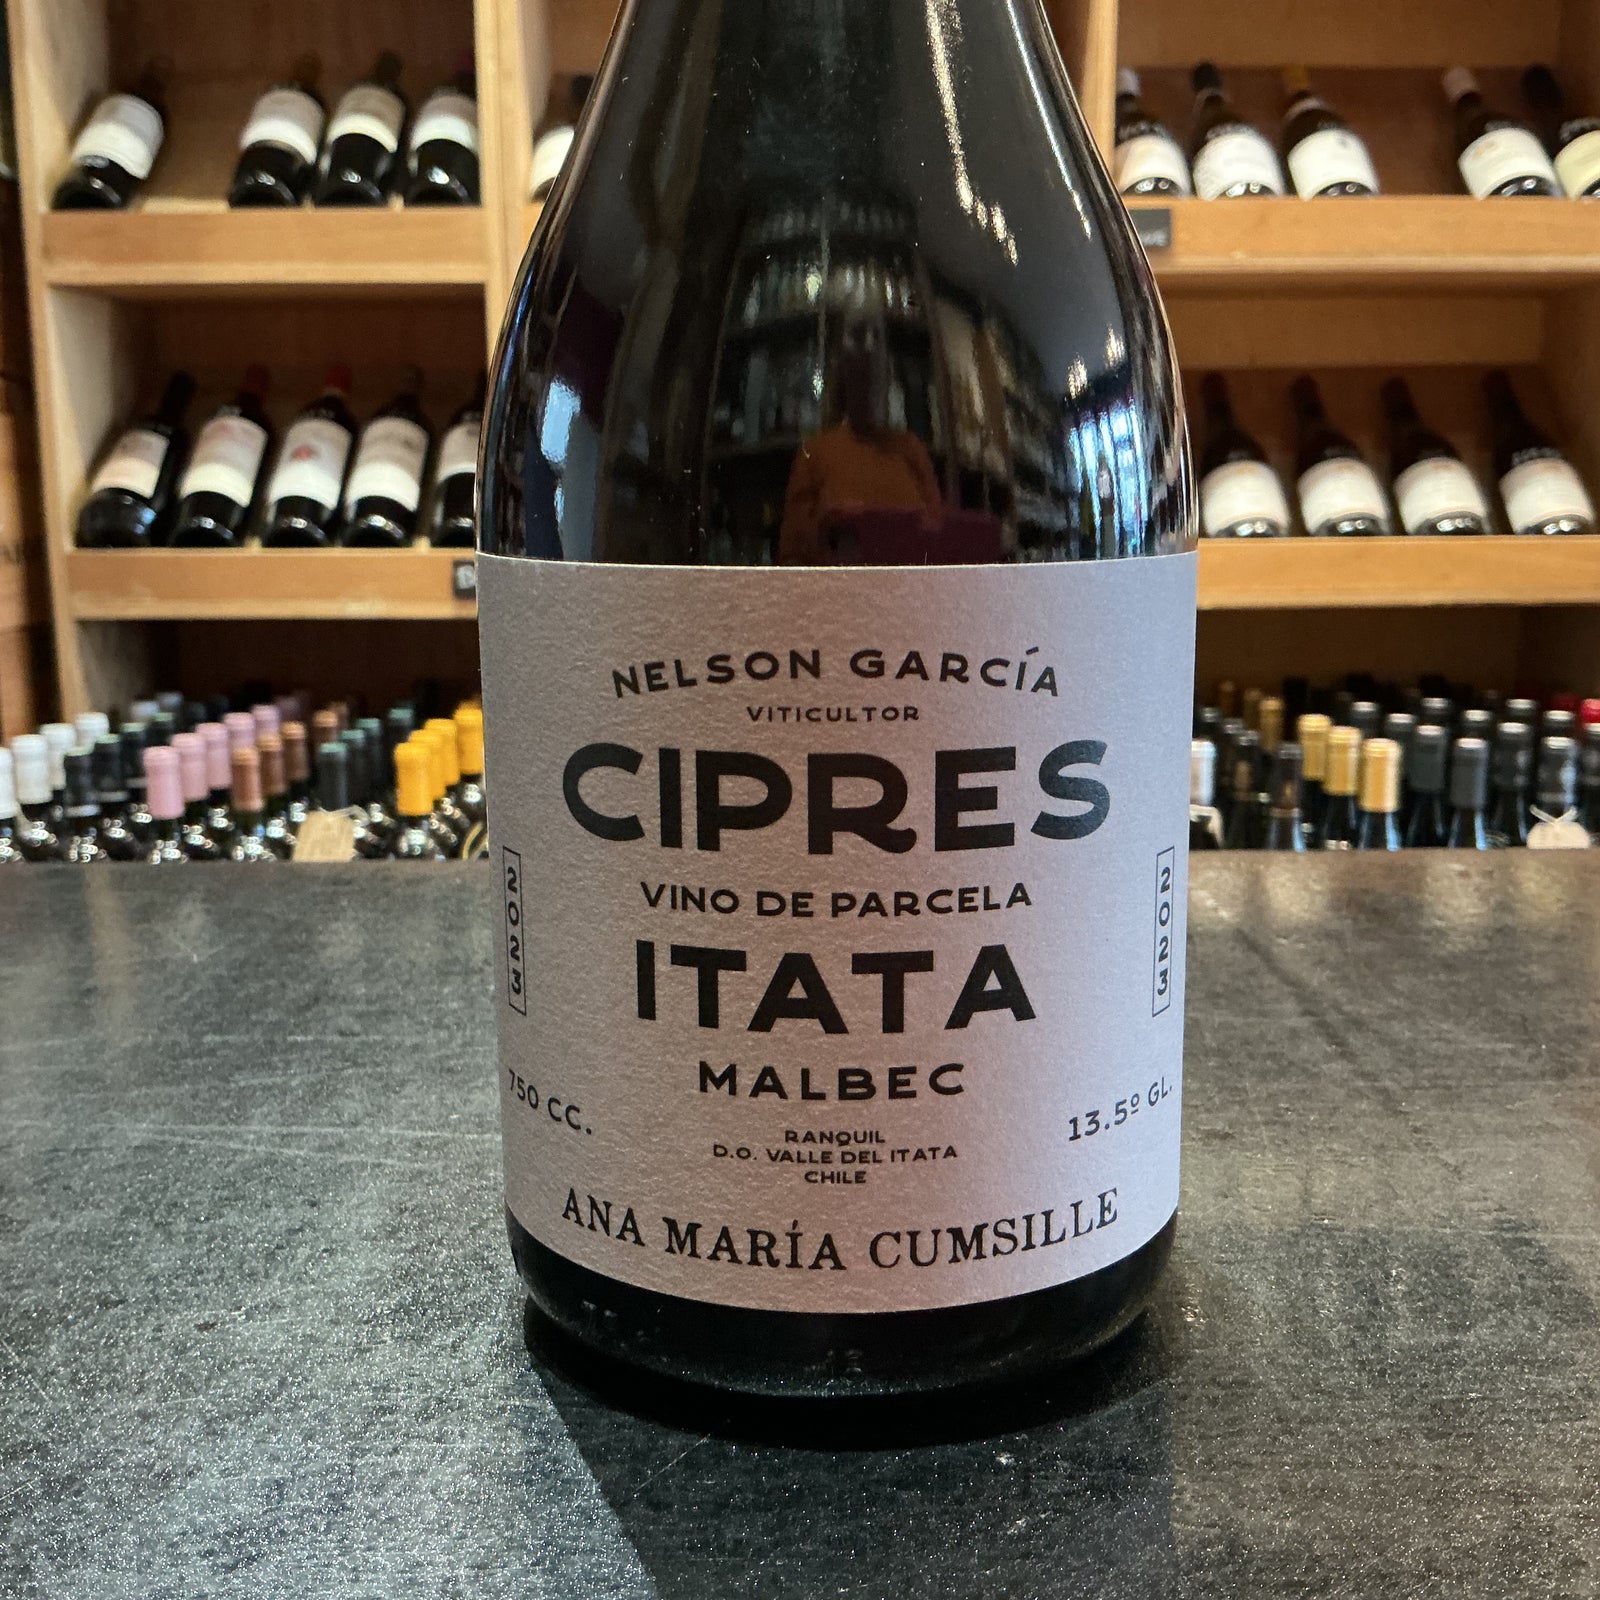 NELSON GARCÍA
VITICULTOR
CIPRES
VINO DE PARCELA
2023
2023
ITATA
MALBEC
750 CC.
13.5º GL.
RANQUIL
D.O. VALLE DEL ITATA
CHILE
ANA MARÍA CUMSILLE